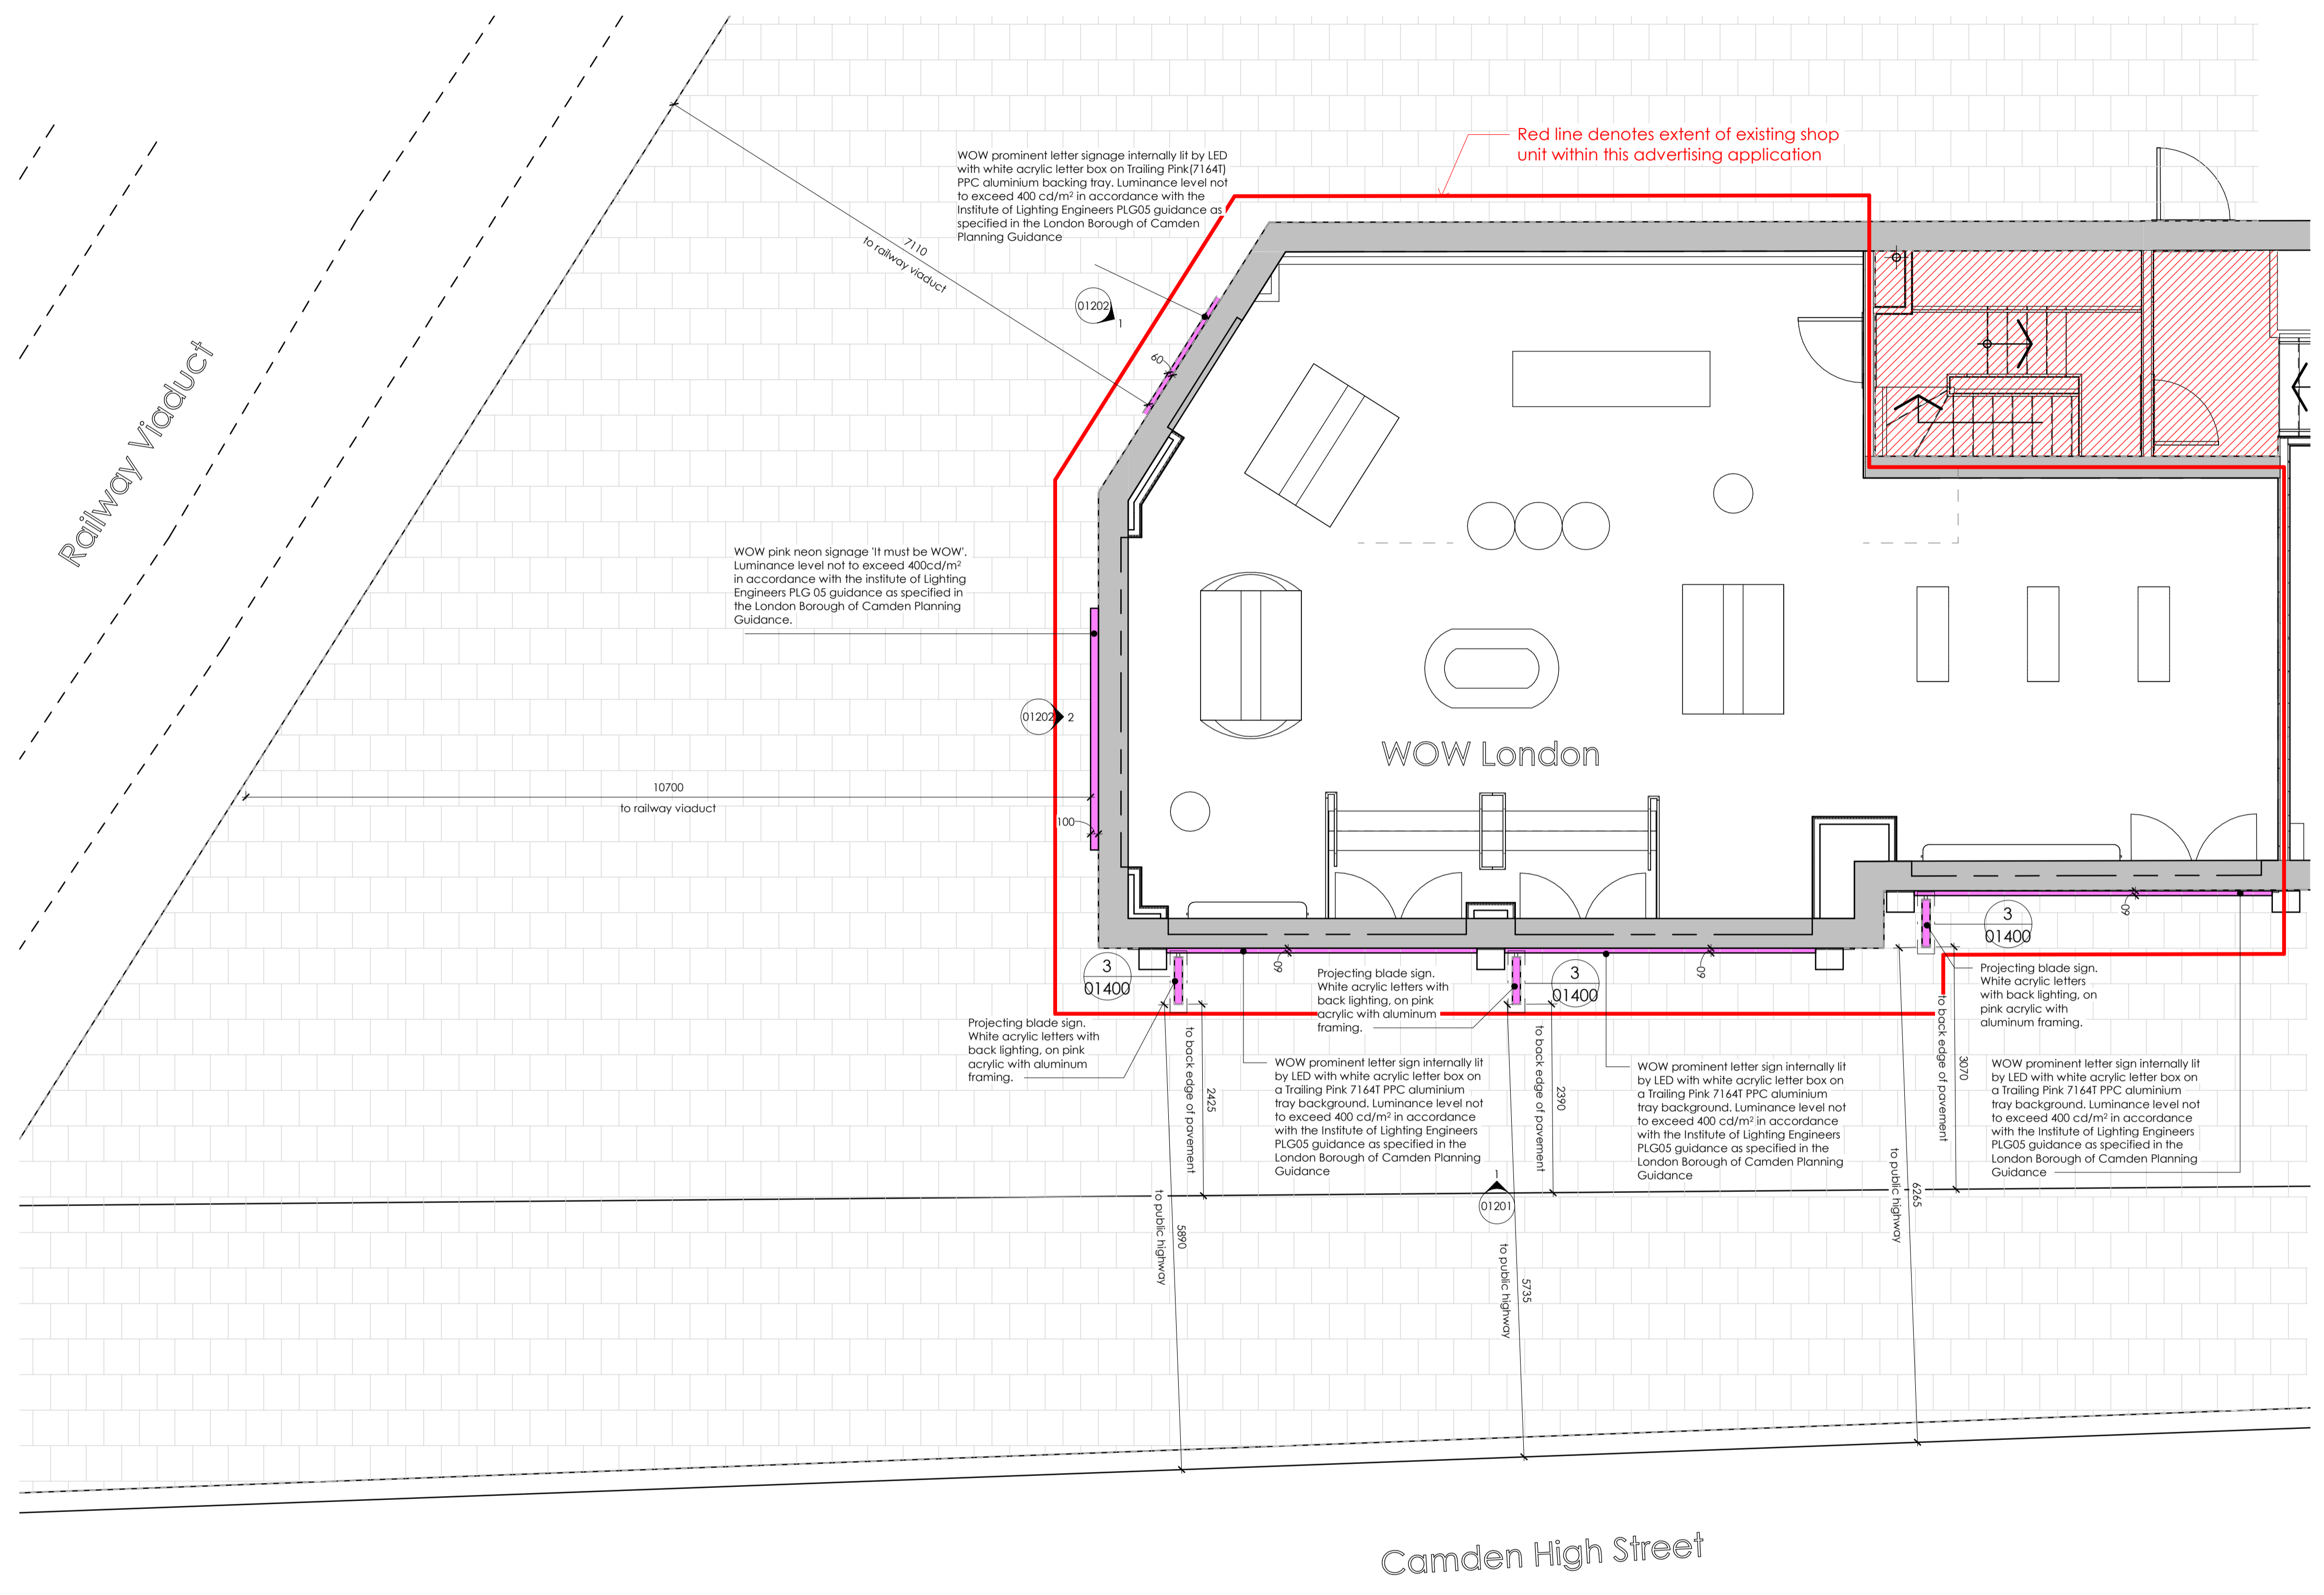 Red line denotes extent of existing shop
unit within this advertising application
WOW prominent letter signage internally lit by LED
with white acrylic letter box on Trailing Pink(7164T)
PPC aluminium backing tray. Luminance level not
to exceed 400 cd/m² in accordance with the
Institute of Lighting Engineers PLG05 guidance as
specified in the London Borough of Camden
Planning Guidance
7110
to railway viaduct
01202
1
60
Railway Viaduct
WOW pink neon signage 'It must be WOW'.
Luminance level not to exceed 400cd/m²
in accordance with the institute of Lighting
Engineers PLG 05 guidance as specified in
the London Borough of Camden Planning
Guidance.
01202
2
WOW London
10700
to railway viaduct
100
3
01400
60
3
01400
60
3
01400
60
Projecting blade sign.
White acrylic letters with
back lighting, on pink
acrylic with aluminum
framing.
Projecting blade sign.
White acrylic letters with
back lighting, on pink
acrylic with aluminum
framing.
Projecting blade sign.
White acrylic letters
with back lighting, on
pink acrylic with
aluminum framing.
to back edge of pavement
2425
to back edge of pavement
2390
to back edge of pavement
3070
WOW prominent letter sign internally lit
by LED with white acrylic letter box on
a Trailing Pink 7164T PPC aluminium
tray background. Luminance level not
to exceed 400 cd/m² in accordance
with the Institute of Lighting Engineers
PLG05 guidance as specified in the
London Borough of Camden Planning
Guidance
WOW prominent letter sign internally lit
by LED with white acrylic letter box on
a Trailing Pink 7164T PPC aluminium
tray background. Luminance level not
to exceed 400 cd/m² in accordance
with the Institute of Lighting Engineers
PLG05 guidance as specified in the
London Borough of Camden Planning
Guidance
WOW prominent letter sign internally lit
by LED with white acrylic letter box on
a Trailing Pink 7164T PPC aluminium
tray background. Luminance level not
to exceed 400 cd/m² in accordance
with the Institute of Lighting Engineers
PLG05 guidance as specified in the
London Borough of Camden Planning
Guidance
1
01201
to public highway
5890
to public highway
5735
to public highway
6265
Camden High Street